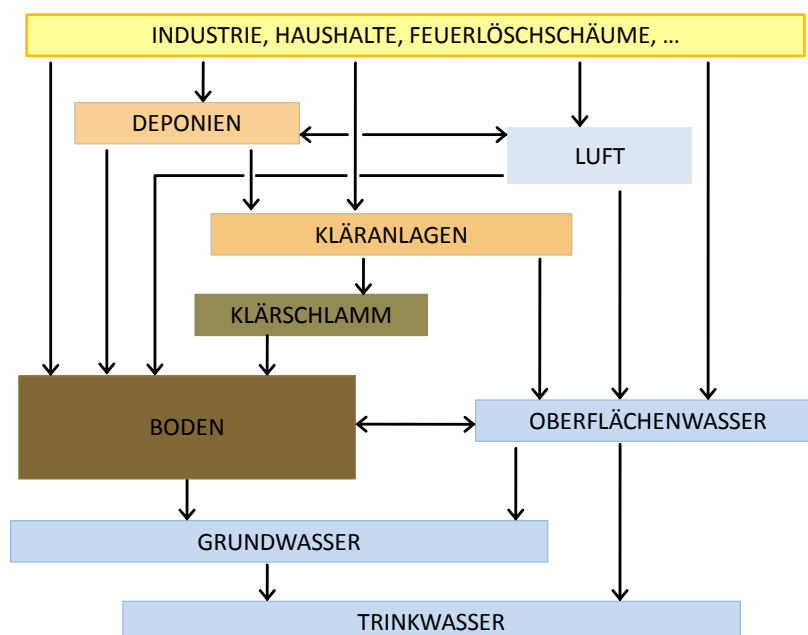 INDUSTRIE, HAUSHALTE, FEUERLÖSCHSCHÄUME, ...
DEPONIEN
LUFT
KLÄRANLAGEN
KLÄRSCHLAMM
BODEN
OBERFLÄCHENWASSER
GRUNDWASSER
TRINKWASSER